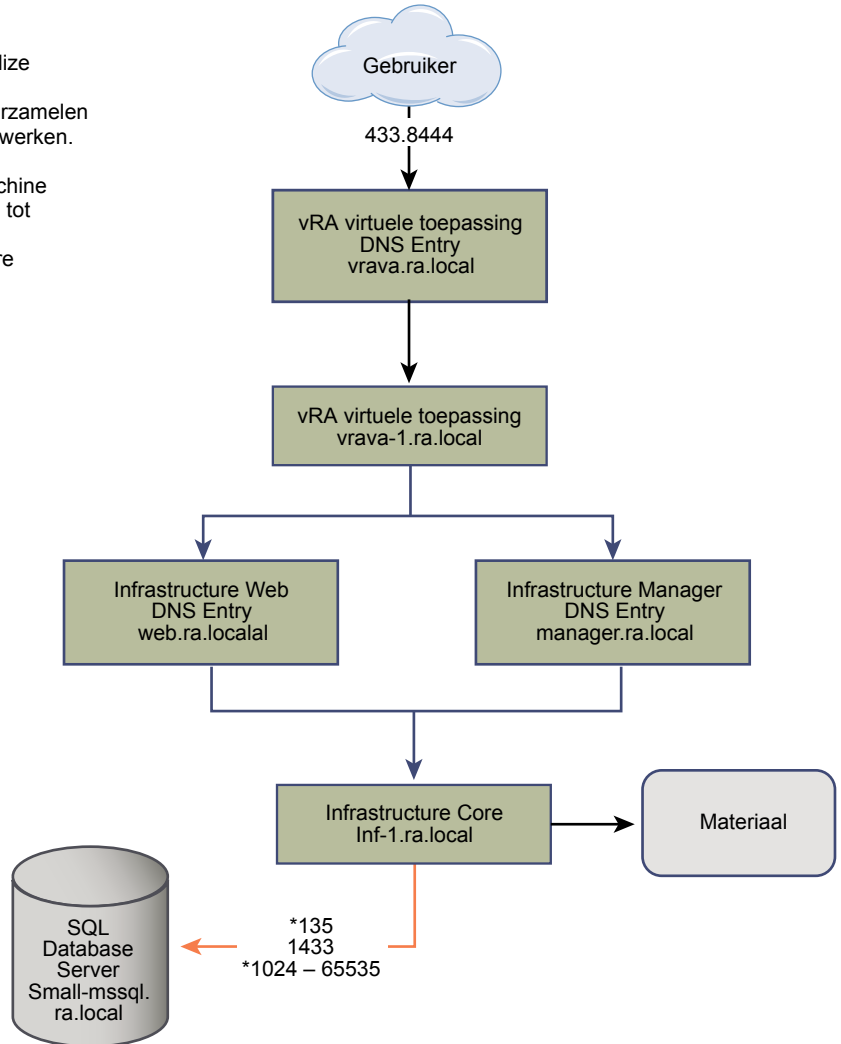 lize
rzamelen
werken.
chine
tot
re
Gebruiker
433.8444
vRA virtuele toepassing
DNS Entry
vrava.ra.local
vRA virtuele toepassing
vrava-1.ra.local
Infrastructure Web
DNS Entry
web.ra.localal
Infrastructure Manager
DNS Entry
manager.ra.local
Infrastructure Core
Inf-1.ra.local
Materiaal
SQL
Database
Server
Small-mssql.
ra.local
*135
1433
*1024 – 65535